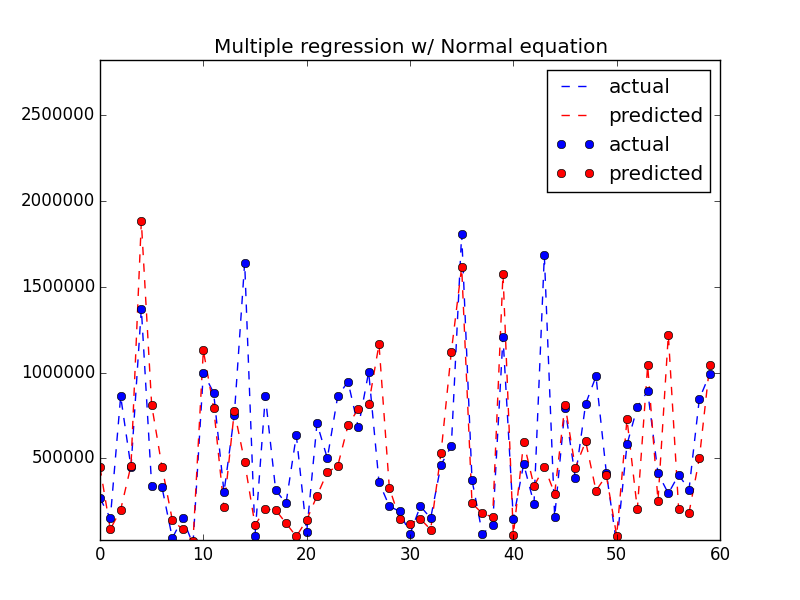 Multiple regression w/ Normal equation
actual
predicted
actual
predicted
2500000
2000000
1500000
1000000
500000
0 10 20 30 40 50 60